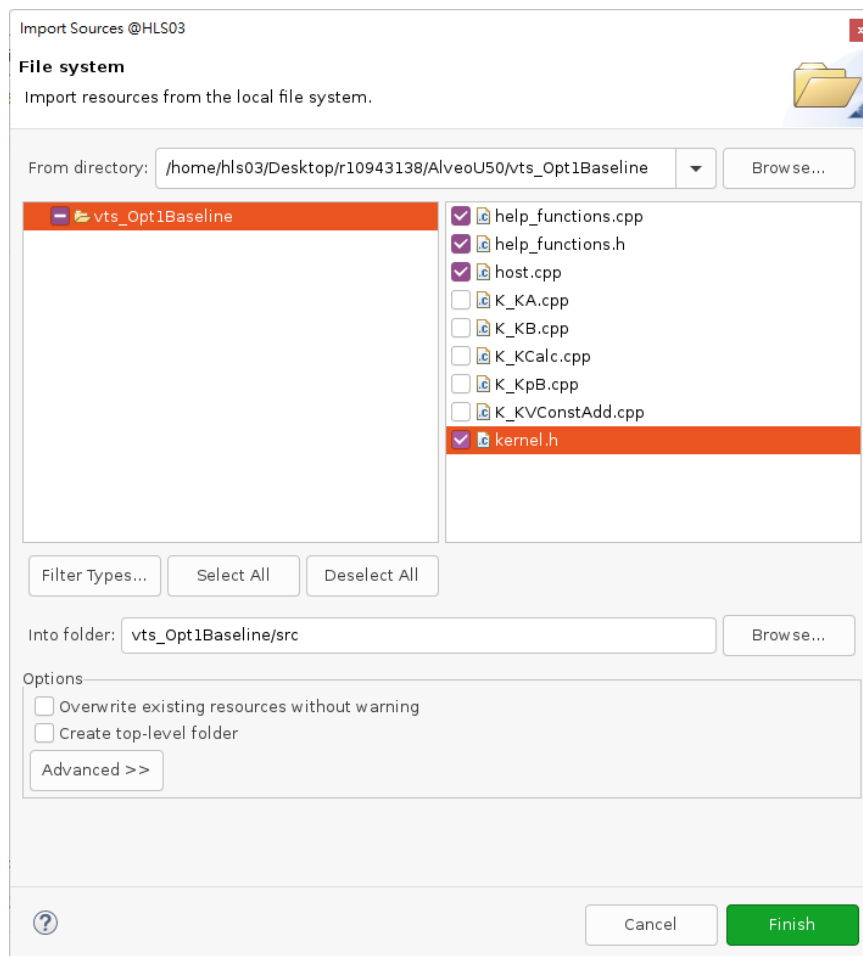 Import Sources @HLS03
File system
Import resources from the local file system.
From directory: /home/hls03/Desktop/r10943138/AlveoU50/vts_Opt1Baseline Browse...
vts_Opt1Baseline
help_functions.cpp
help_functions.h
host.cpp
K_KA.cpp
K_KB.cpp
K_KCalc.cpp
K_KpB.cpp
K_KVConstAdd.cpp
kernel.h
Filter Types... Select All Deselect All
Into folder: vts_Opt1Baseline/src Browse...
Options
Overwrite existing resources without warning
Create top-level folder
Advanced >>
Cancel Finish